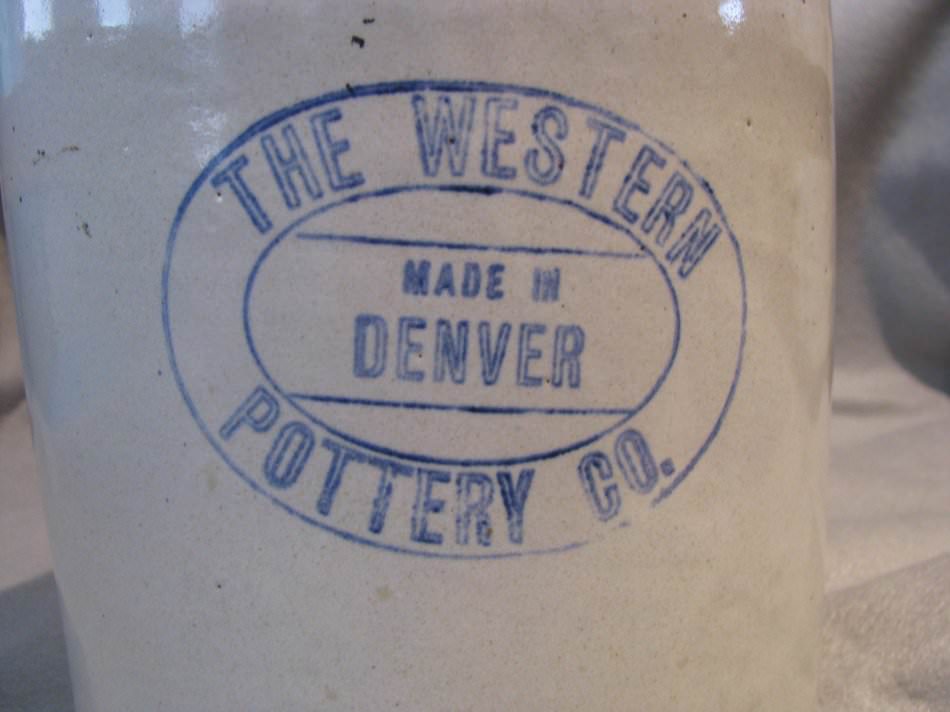 THE WESTERN
MADE IN
DENVER
POTTERY CO.